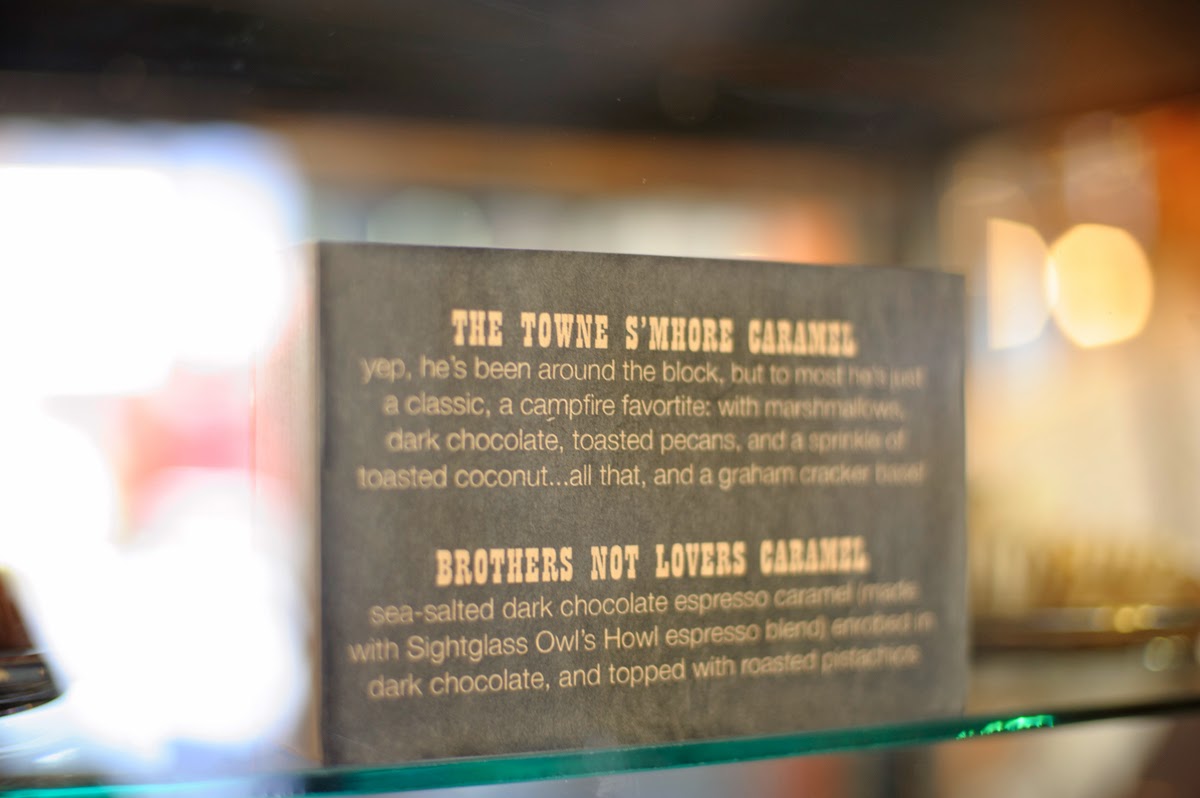 THE TOWNE S'MHORE CARAMEL
yep, he's been around the block, but to most he's just
a classic, a campfire favortite: with marshmallows,
dark chocolate, toasted pecans, and a sprinkle of
toasted coconut...all that, and a graham cracker base!
BROTHERS NOT LOVERS CARAMEL
sea-salted dark chocolate espresso caramel (made
with Sightglass Owl's Howl espresso blend) enrobed in
dark chocolate, and topped with roasted pistachios